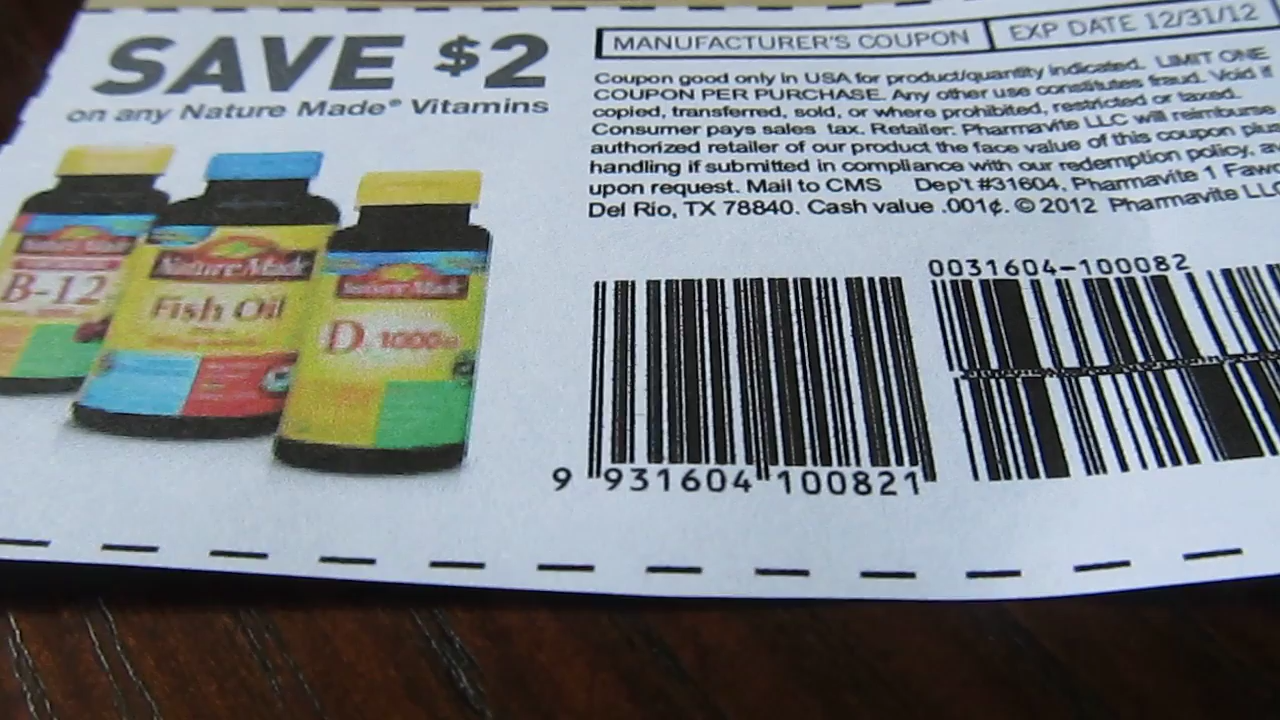 SAVE $2
on any Nature Made® Vitamins
Nature Made
B-12
Nature Made
Fish Oil
Nature Made
D 1000
MANUFACTURER'S COUPON
EXP DATE 12/31/12
Coupon good only in USA for product/quantity indicated. LIMIT ONE
COUPON PER PURCHASE. Any other use constitutes fraud. Void if
copied, transferred, sold, or where prohibited, restricted or taxed.
Consumer pays sales tax. Retailer: Pharmavite LLC will reimburse
authorized retailer of our product the face value of this coupon plus
handling if submitted in compliance with our redemption policy,
upon request. Mail to CMS Dep't #31604, Pharmavite 1
Del Rio, TX 78840. Cash value .001¢. © 2012 Pharmavite LLC
0031604-100082
9 931604 100821